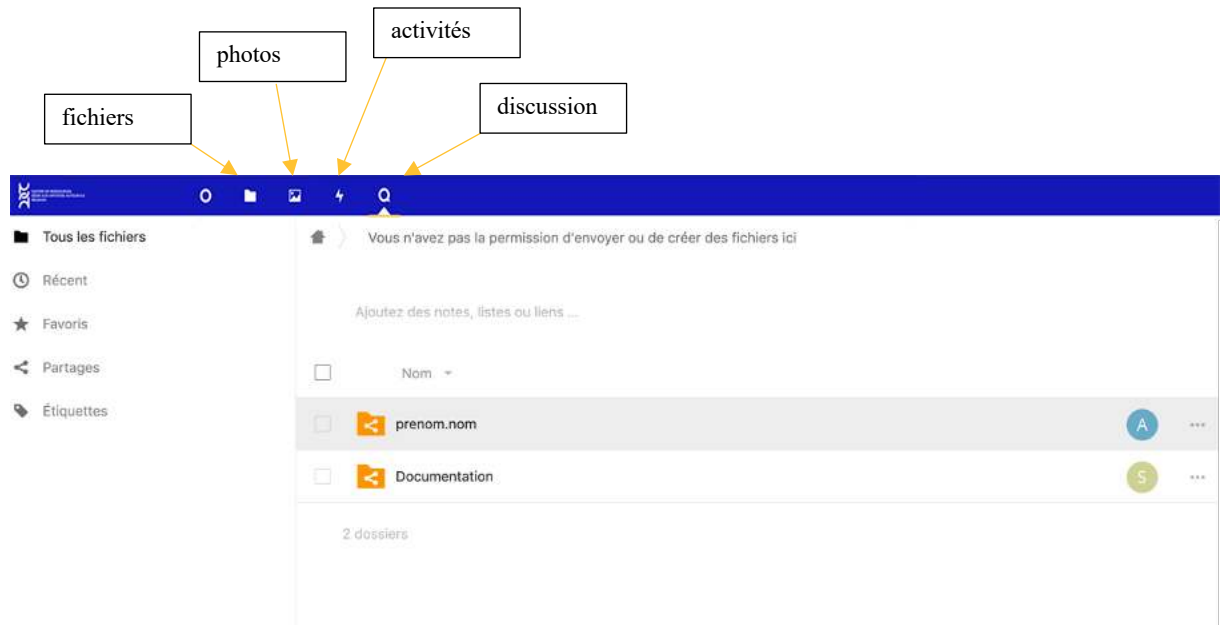 activités
photos
discussion
fichiers
Tous les fichiers
Vous n'avez pas la permission d'envoyer ou de créer des fichiers ici
Récent
Ajoutez des notes, listes ou liens ...
Favoris
Partages
Nom
Étiquettes
prenom.nom
A
Documentation
S
2 dossiers